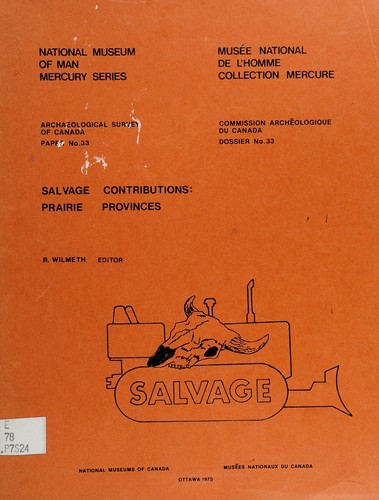 NATIONAL MUSEUM
OF MAN
MERCURY SERIES
MUSÉE NATIONAL
DE L'HOMME
COLLECTION MERCURE
ARCHAEOLOGICAL SURVEY
OF CANADA
PAPER No.33
COMMISSION ARCHÉOLOGIQUE
DU CANADA
DOSSIER No.33
SALVAGE CONTRIBUTIONS:
PRAIRIE PROVINCES
R. WILMETH EDITOR
SALVAGE
E
78
.P7S24
NATIONAL MUSEUMS OF CANADA
MUSÉES NATIONAUX DU CANADA
OTTAWA 1975